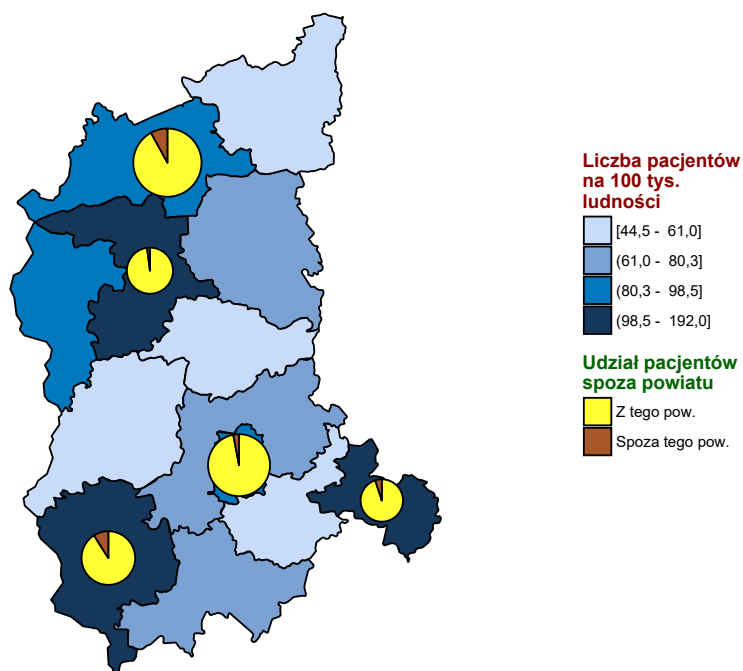 Liczba pacjentów
na 100 tys.
ludności
[44,5 - 61,0]
(61,0 - 80,3]
(80,3 - 98,5]
(98,5 - 192,0]
Udział pacjentów
spoza powiatu
Z tego pow.
Spoza tego pow.